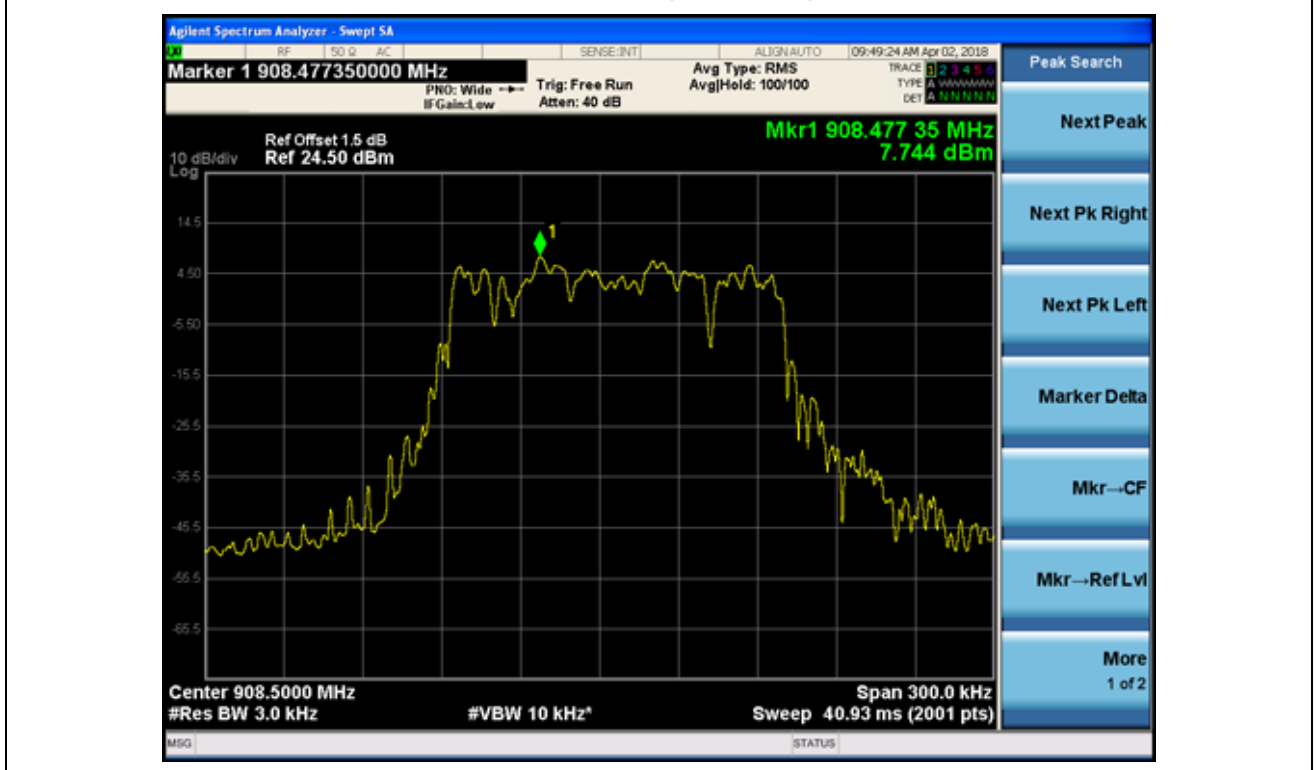 Agilent Spectrum Analyzer - Swept SA
LXI RF 50 Ω AC SENSE:INT ALIGNAUTO 09:49:24 AM Apr 02, 2018
Marker 1 908.477350000 MHz
PNO: Wide
IFGain:Low
Trig: Free Run
Atten: 40 dB
Avg Type: RMS
Avg|Hold: 100/100
TRACE 1 2 3 4 5 6
TYPE A WWWWW
DET A N N N N N
Mkr1 908.477 35 MHz
7.744 dBm
Ref Offset 1.5 dB
10 dB/div Ref 24.50 dBm
Log
14.5
1
4.50
-5.50
-15.5
-25.5
-35.5
-45.5
-55.5
-65.5
Center 908.5000 MHz Span 300.0 kHz
#Res BW 3.0 kHz #VBW 10 kHz* Sweep 40.93 ms (2001 pts)
MSG STATUS
Peak Search
Next Peak
Next Pk Right
Next Pk Left
Marker Delta
Mkr→CF
Mkr→Ref Lvl
More
1 of 2